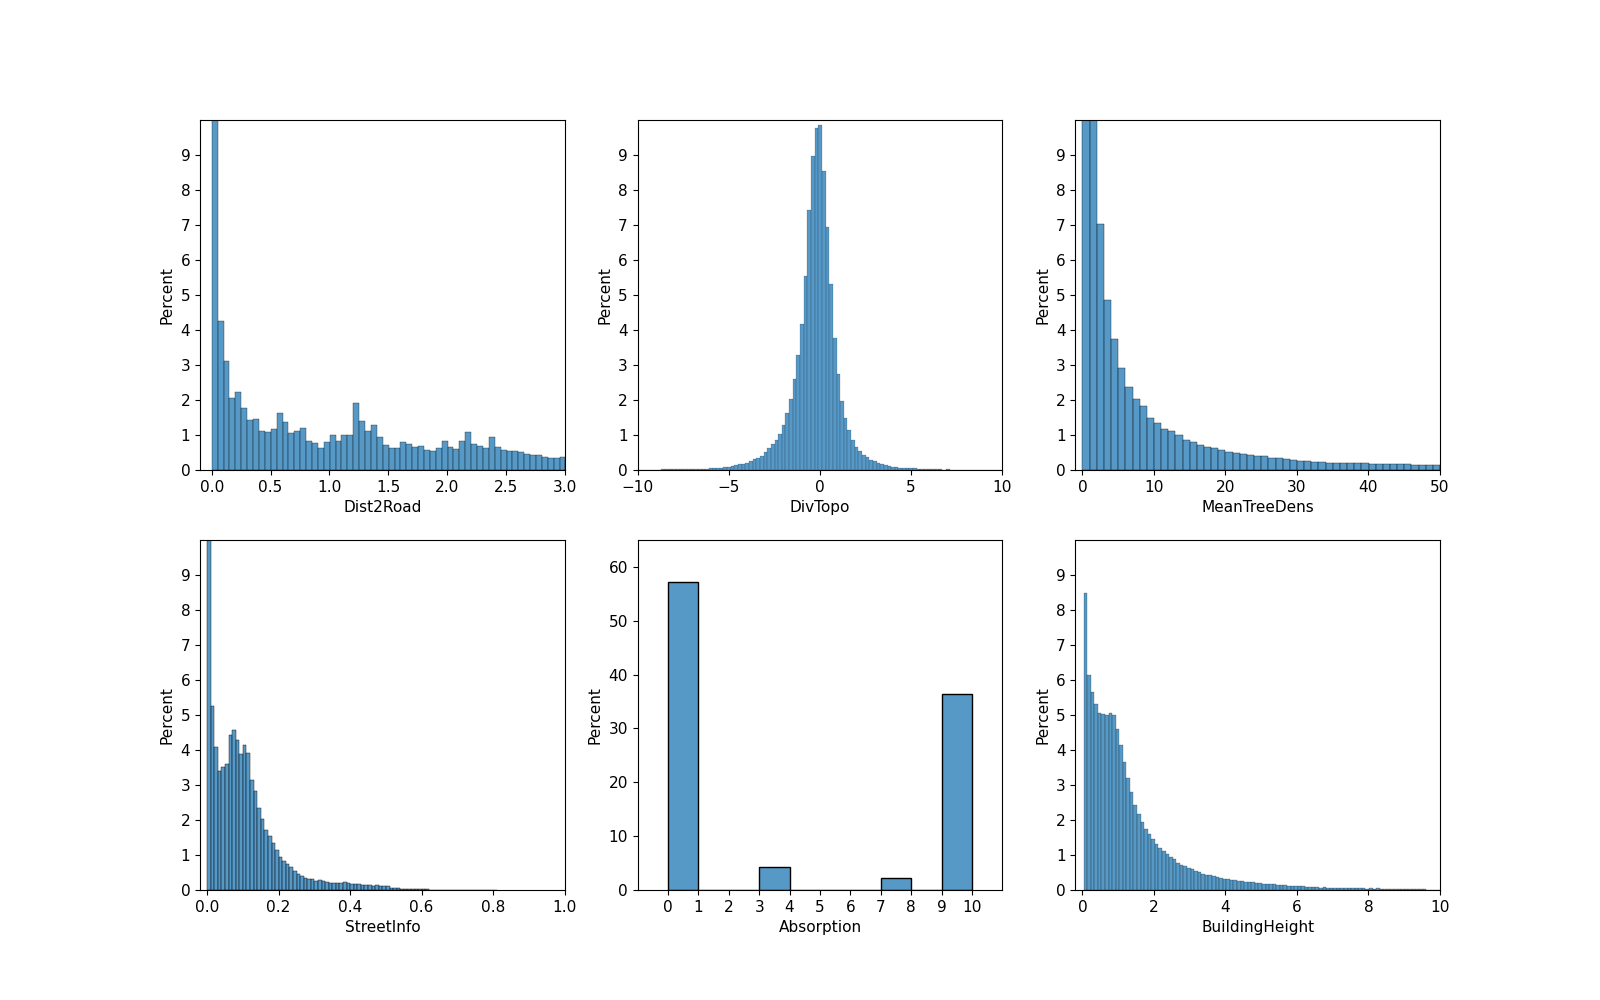 9 9 9
8 8 8
7 7 7
6 6 6
5 5 5
4 4 4
3 3 3
2 2 2
1 1 1
0 0 0
Percent Percent Percent
0.0 0.5 1.0 1.5 2.0 2.5 3.0 −10 −5 0 5 10 0 10 20 30 40 50
Dist2Road DivTopo MeanTreeDens
9 60 9
8 50 8
7 40 7
6 30 6
5 20 5
4 10 4
3 0 3
2 2
1 1
0 0
Percent Percent Percent
0.0 0.2 0.4 0.6 0.8 1.0 0 1 2 3 4 5 6 7 8 9 10 0 2 4 6 8 10
StreetInfo Absorption BuildingHeight